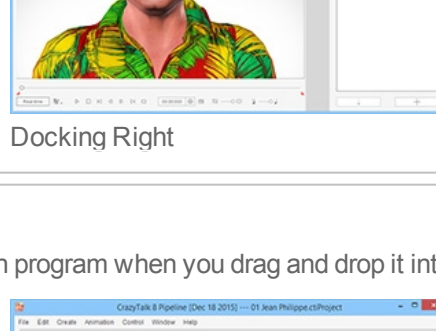 Docking Right
n program when you drag and drop it int
CrazyTalk 8 Pipeline [Dec 18 2015] --- 01 Jean Philippe.ctiProject
File Edit Create Animation Control Window Help